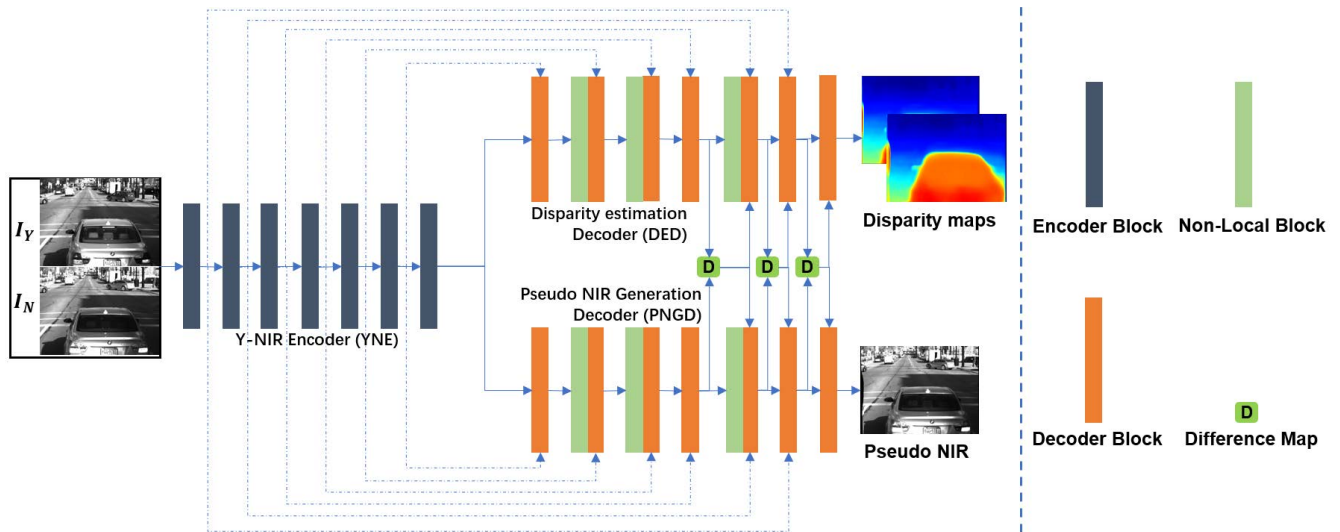 I_Y
I_N
Y-NIR Encoder (YNE)
Disparity estimation
Decoder (DED)
Pseudo NIR Generation
Decoder (PNGD)
D
D
D
Disparity maps
Pseudo NIR
Encoder Block
Non-Local Block
Decoder Block
D
Difference Map